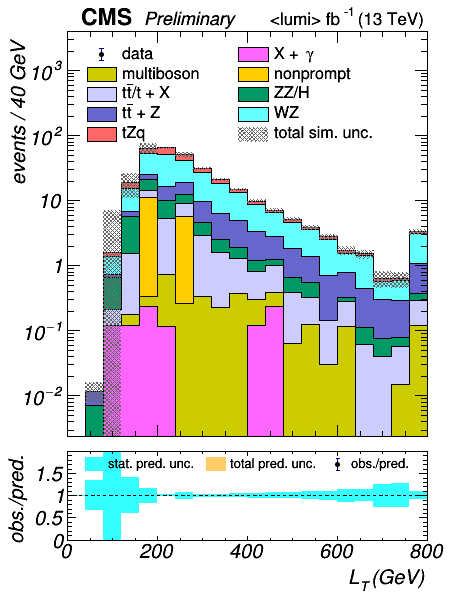 CMS Preliminary <lumi> fb⁻¹ (13 TeV)
events / 40 GeV
10³
10²
10
1
10⁻¹
10⁻²
data
X + γ
multiboson
nonprompt
tt̄/t + X
ZZ/H
tt̄ + Z
WZ
tZq
total sim. unc.
obs./pred.
1.5
1
0.5
0
stat. pred. unc.
total pred. unc.
obs./pred.
0
200
400
600
800
L_T(GeV)